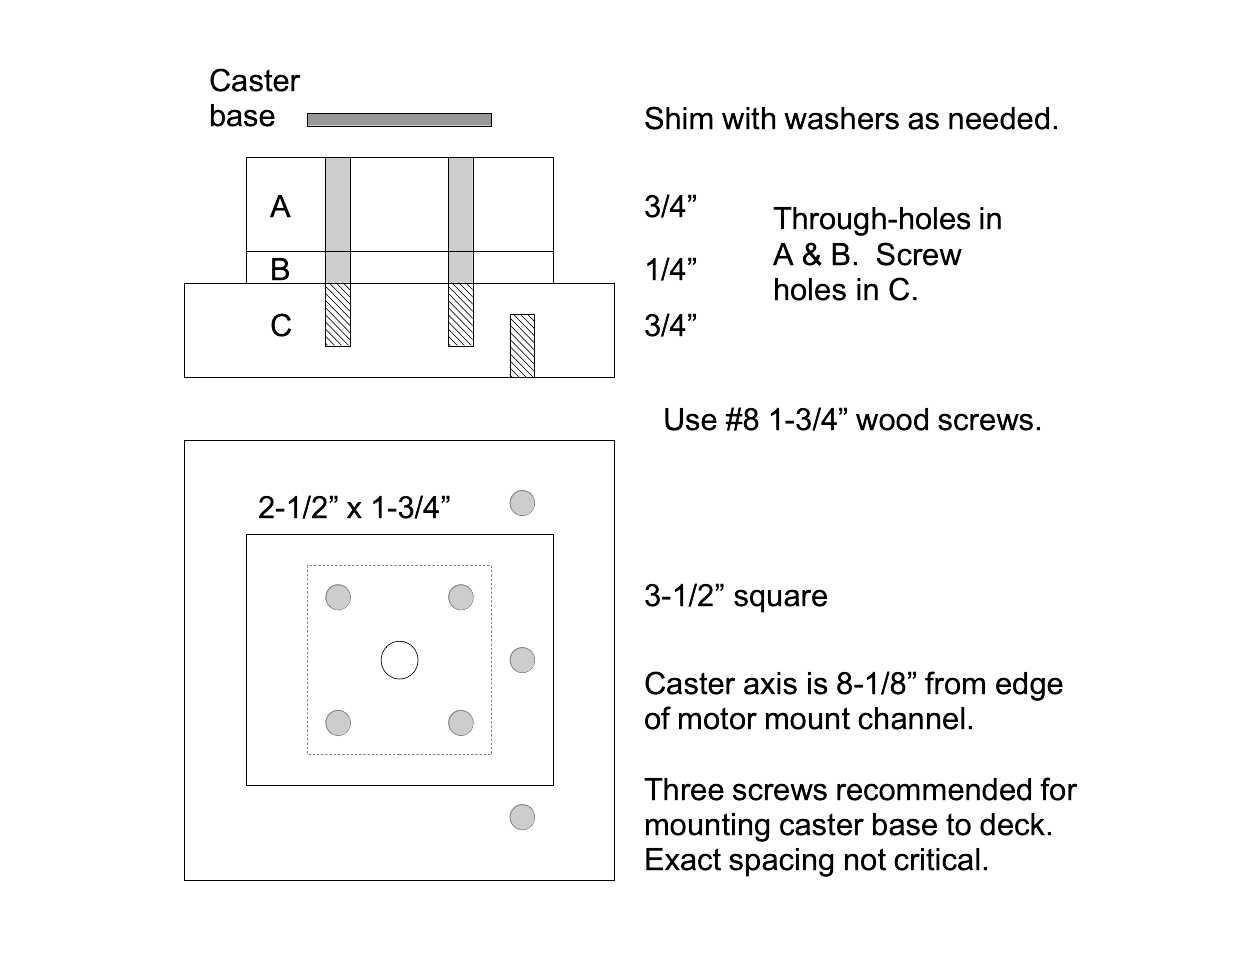 Caster
base
Shim with washers as needed.
A
3/4”
Through-holes in
A & B.  Screw
holes in C.
B
1/4”
C
3/4”
Use #8 1-3/4” wood screws.
2-1/2” x 1-3/4”
3-1/2” square
Caster axis is 8-1/8” from edge
of motor mount channel.
Three screws recommended for
mounting caster base to deck.
Exact spacing not critical.